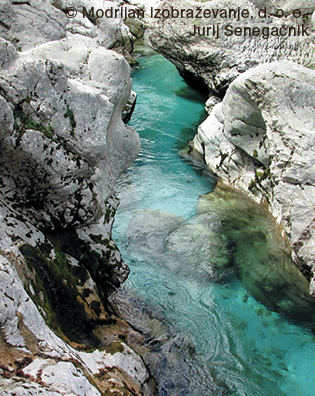 © Modrijan Izobraževanje, d. o. o.,
Jurij Senegačnik